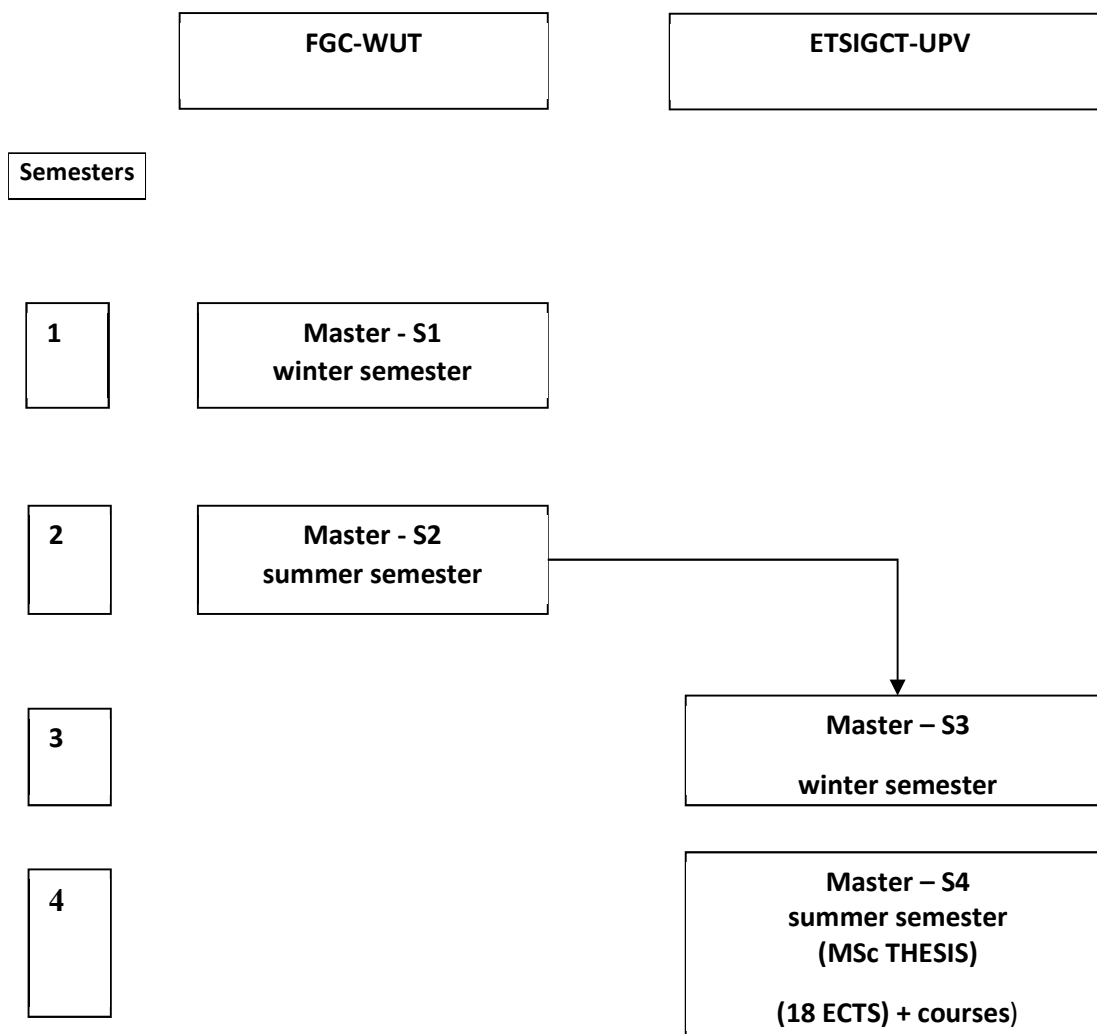 FGC-WUT
ETSIGCT-UPV
Semesters
1
Master - S1
winter semester
2
Master - S2
summer semester
3
Master – S3
winter semester
4
Master – S4
summer semester
(MSc THESIS)
(18 ECTS) + courses)